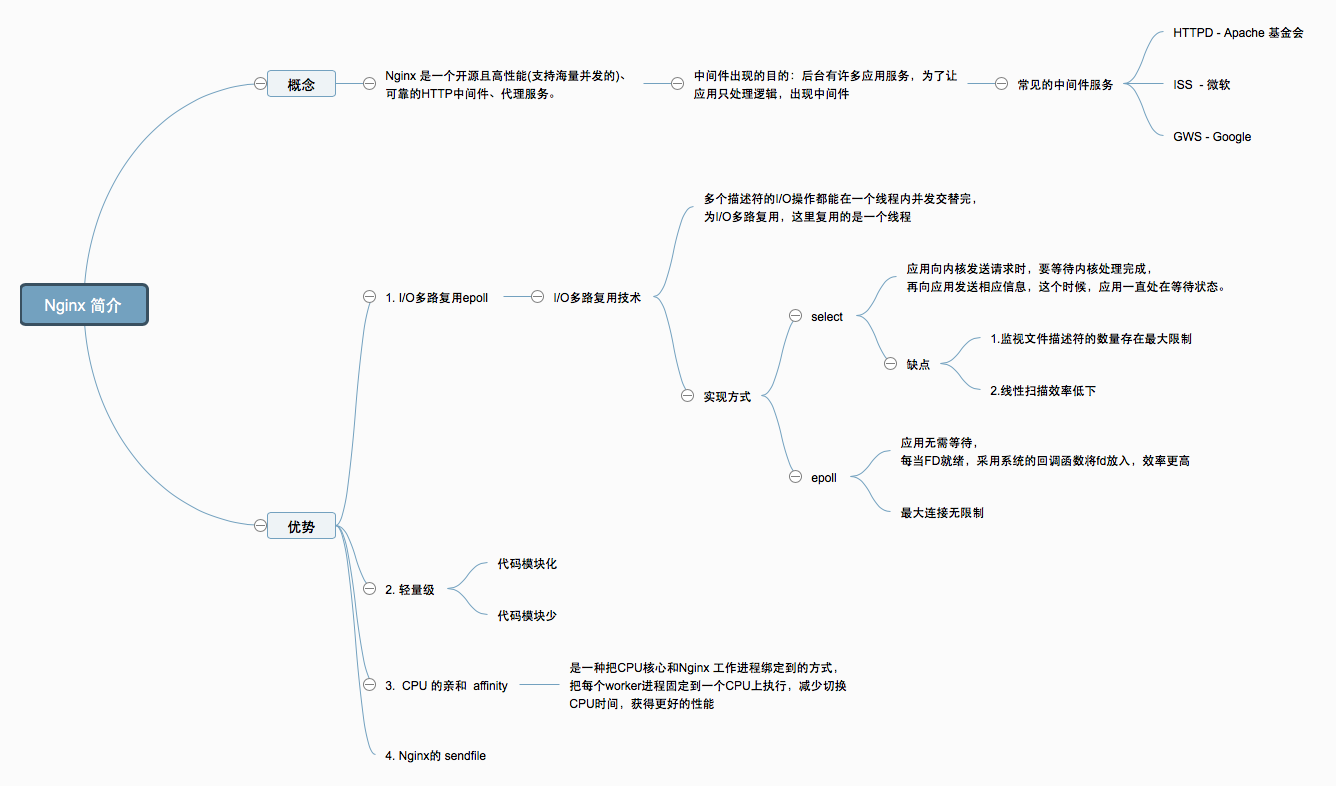 Nginx 简介
概念
Nginx 是一个开源且高性能(支持海量并发的)、
可靠的HTTP中间件、代理服务。
中间件出现的目的：后台有许多应用服务，为了让
应用只处理逻辑，出现中间件
常见的中间件服务
HTTPD - Apache 基金会
ISS - 微软
GWS - Google
优势
1. I/O多路复用epoll
I/O多路复用技术
多个描述符的I/O操作都能在一个线程内并发交替完，
为I/O多路复用，这里复用的是一个线程
实现方式
select
应用向内核发送请求时，要等待内核处理完成，
再向应用发送相应信息，这个时候，应用一直处在等待状态。
缺点
1.监视文件描述符的数量存在最大限制
2.线性扫描效率低下
epoll
应用无需等待，
每当FD就绪，采用系统的回调函数将fd放入，效率更高
最大连接无限制
2. 轻量级
代码模块化
代码模块少
3. CPU 的亲和 affinity
是一种把CPU核心和Nginx 工作进程绑定到的方式，
把每个worker进程固定到一个CPU上执行，减少切换
CPU时间，获得更好的性能
4. Nginx的 sendfile